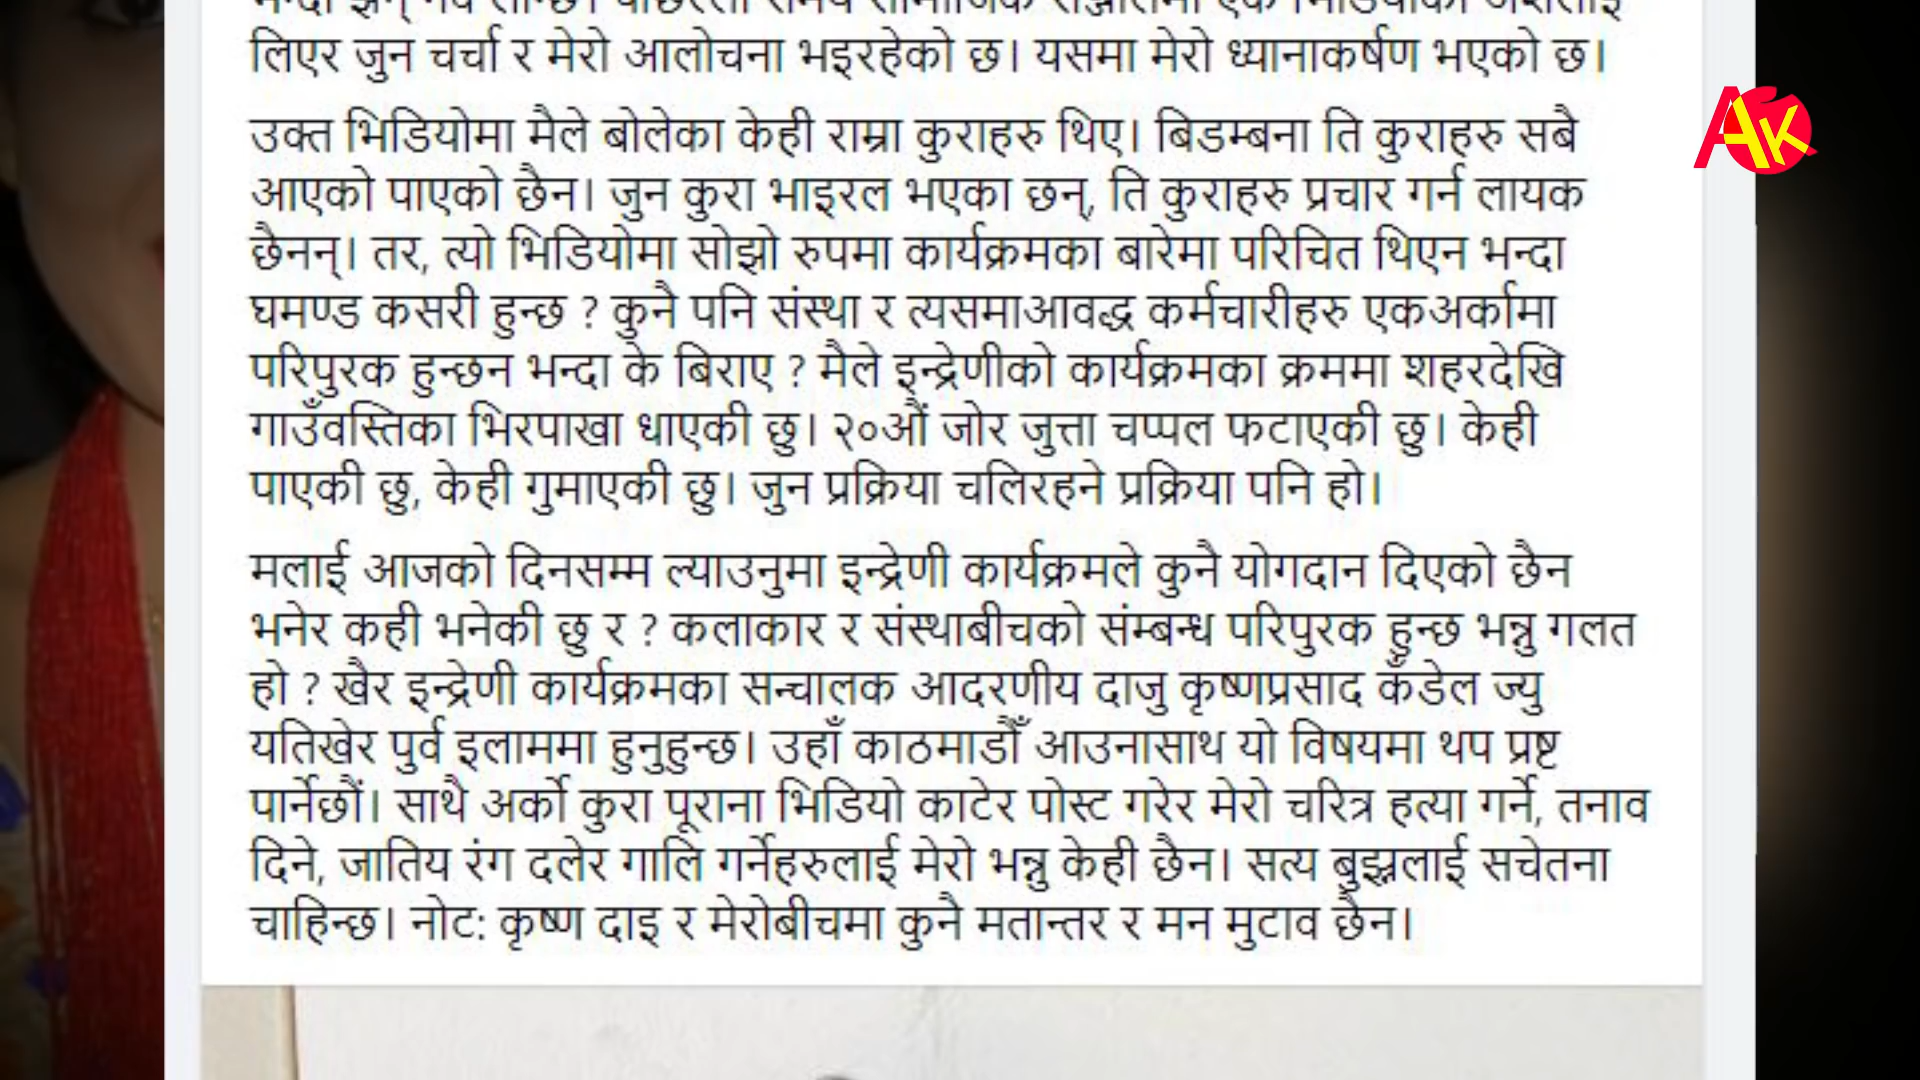 लिएर जुन चर्चा र मेरो आलोचना भइरहेको छ। यसमा मेरो ध्यानाकर्षण भएको छ।
उक्त भिडियोमा मैले बोलेका केही राम्रा कुराहरु थिए। बिडम्बना ति कुराहरु सबै
आएको पाएको छैन। जुन कुरा भाइरल भएका छन्, ति कुराहरु प्रचार गर्न लायक
छैनन्। तर, त्यो भिडियोमा सोझो रुपमा कार्यक्रमका बारेमा परिचित थिएन भन्दा
घमण्ड कसरी हुन्छ ? कुनै पनि संस्था र त्यसमाआवद्ध कर्मचारीहरु एकअर्कामा
परिपुरक हुन्छन भन्दा के बिराए ? मैले इन्द्रेणीको कार्यक्रमका क्रममा शहरदेखि
गाउँवस्तिका भिरपाखा धाएकी छु। २०औं जोर जुत्ता चप्पल फटाएकी छु। केही
पाएकी छु, केही गुमाएकी छु। जुन प्रक्रिया चलिरहने प्रक्रिया पनि हो।
मलाई आजको दिनसम्म ल्याउनुमा इन्द्रेणी कार्यक्रमले कुनै योगदान दिएको छैन
भनेर कही भनेकी छु र ? कलाकार र संस्थाबीचको संम्बन्ध परिपुरक हुन्छ भन्नु गलत
हो ? खैर इन्द्रेणी कार्यक्रमका सन्चालक आदरणीय दाजु कृष्णप्रसाद कँडेल ज्यु
यतिखेर पुर्व इलाममा हुनुहुन्छ। उहाँ काठमाडौँ आउनासाथ यो विषयमा थप प्रष्ट
पार्नेछौं। साथै अर्को कुरा पूराना भिडियो काटेर पोस्ट गरेर मेरो चरित्र हत्या गर्ने, तनाव
दिने, जातिय रंग दलेर गालि गर्नेहरुलाई मेरो भन्नु केही छैन। सत्य बुझ्नलाई सचेतना
चाहिन्छ। नोट: कृष्ण दाइ र मेरोबीचमा कुनै मतान्तर र मन मुटाव छैन।
AK